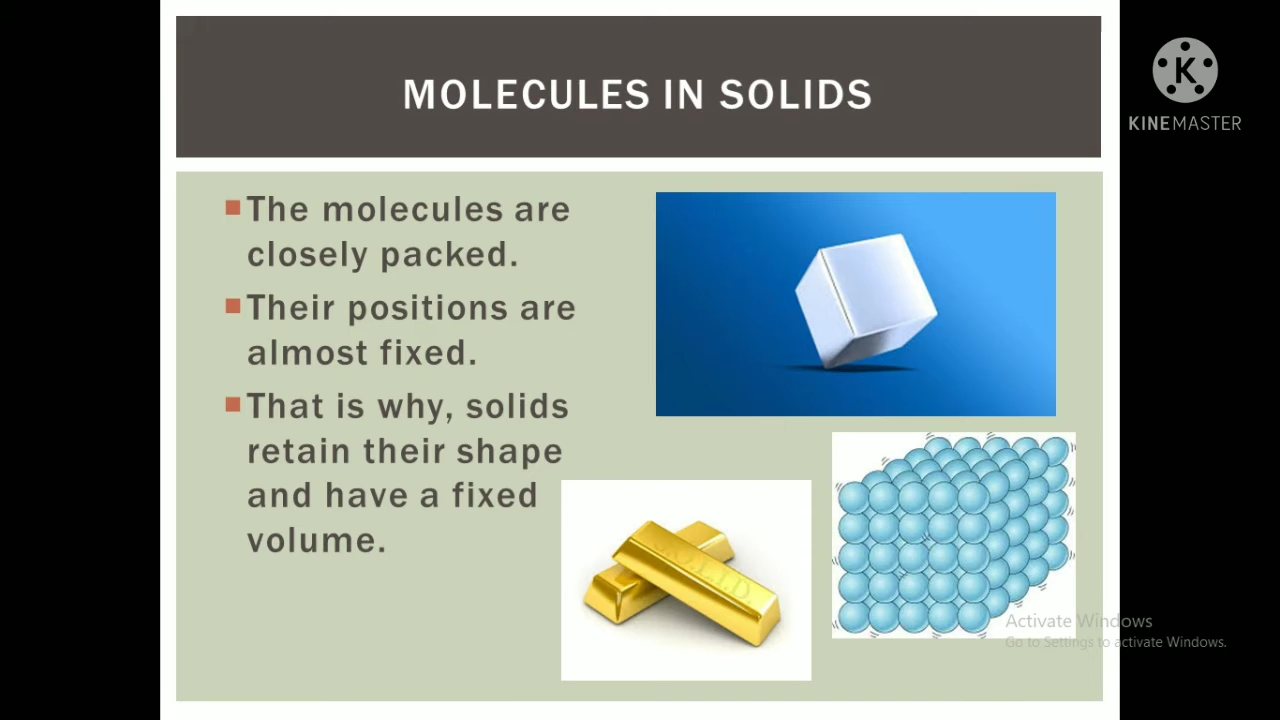 MOLECULES IN SOLIDS
K
KINEMASTER
The molecules are
closely packed.
Their positions are
almost fixed.
That is why, solids
retain their shape
and have a fixed
volume.
S.O.L.I.D.
Activate Windows
Go to Settings to activate Windows.